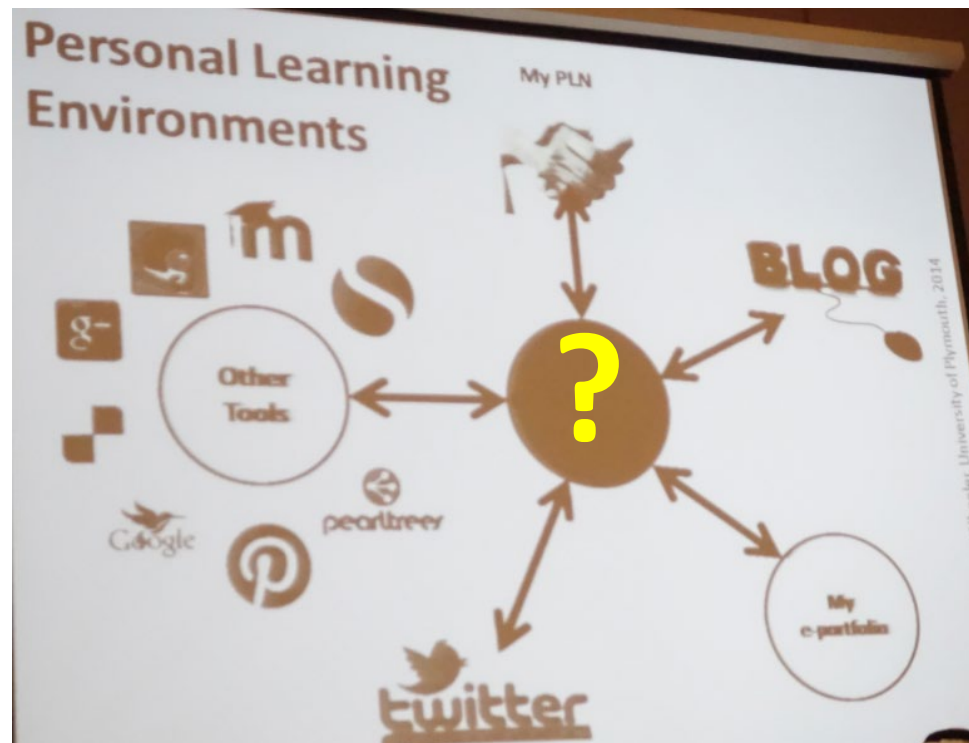 Personal Learning
Environments
My PLN
m
BLOG
g-
Other
Tools
?
University of Plymouth, 2014
pearltrees
Google
My
e-portfolio
twitter